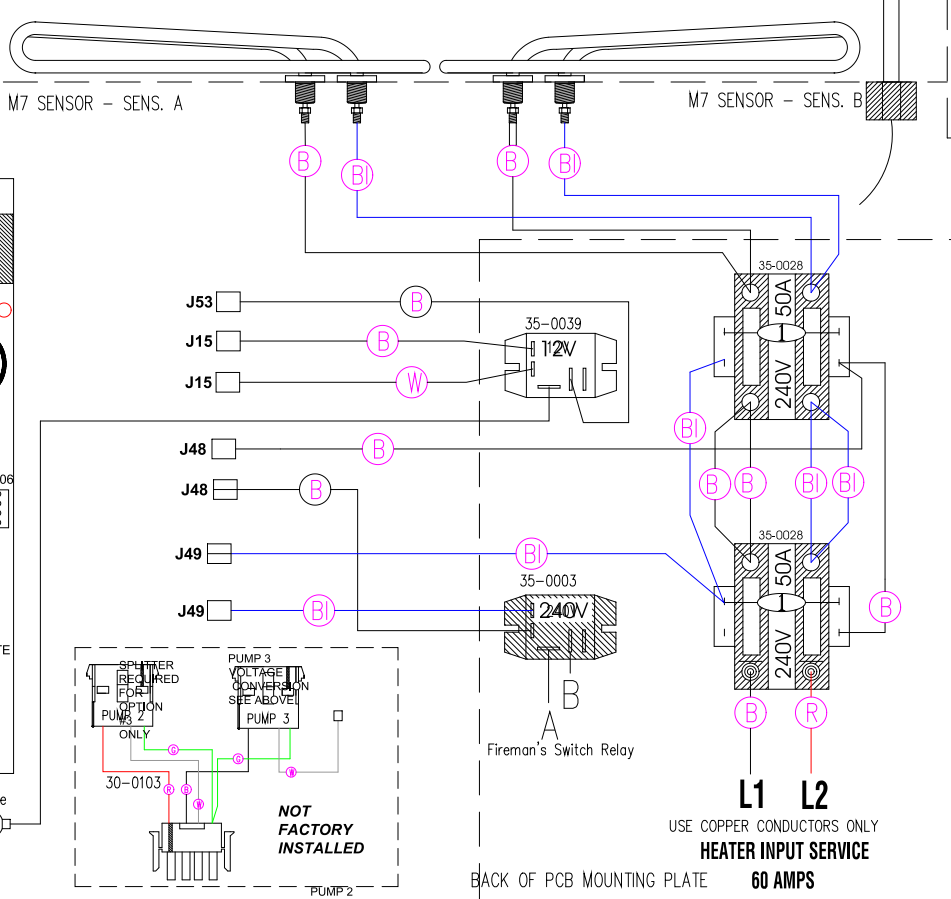 M7 SENSOR - SENS. A
M7 SENSOR - SENS. B
B
BI
B
BI
35-0028
50A
1
240V
J53
B
35-0039
12V
J15
B
J15
W
BI
J48
B
06
J48
B
B
B
BI
BI
35-0028
50A
1
240V
J49
BI
35-0003
240V
J49
BI
B
TE
B
A
Fireman's Switch Relay
B
R
SPLITTER
REQUIRED
FOR
OPTION
#3
ONLY
PUMP 2
PUMP 3
VOLTAGE
CONVERSION
SEE ABOVE
PUMP 3
G
G
W
30-0103
R
B
W
e
NOT
FACTORY
INSTALLED
PUMP 2
L1 L2
USE COPPER CONDUCTORS ONLY
HEATER INPUT SERVICE
60 AMPS
BACK OF PCB MOUNTING PLATE